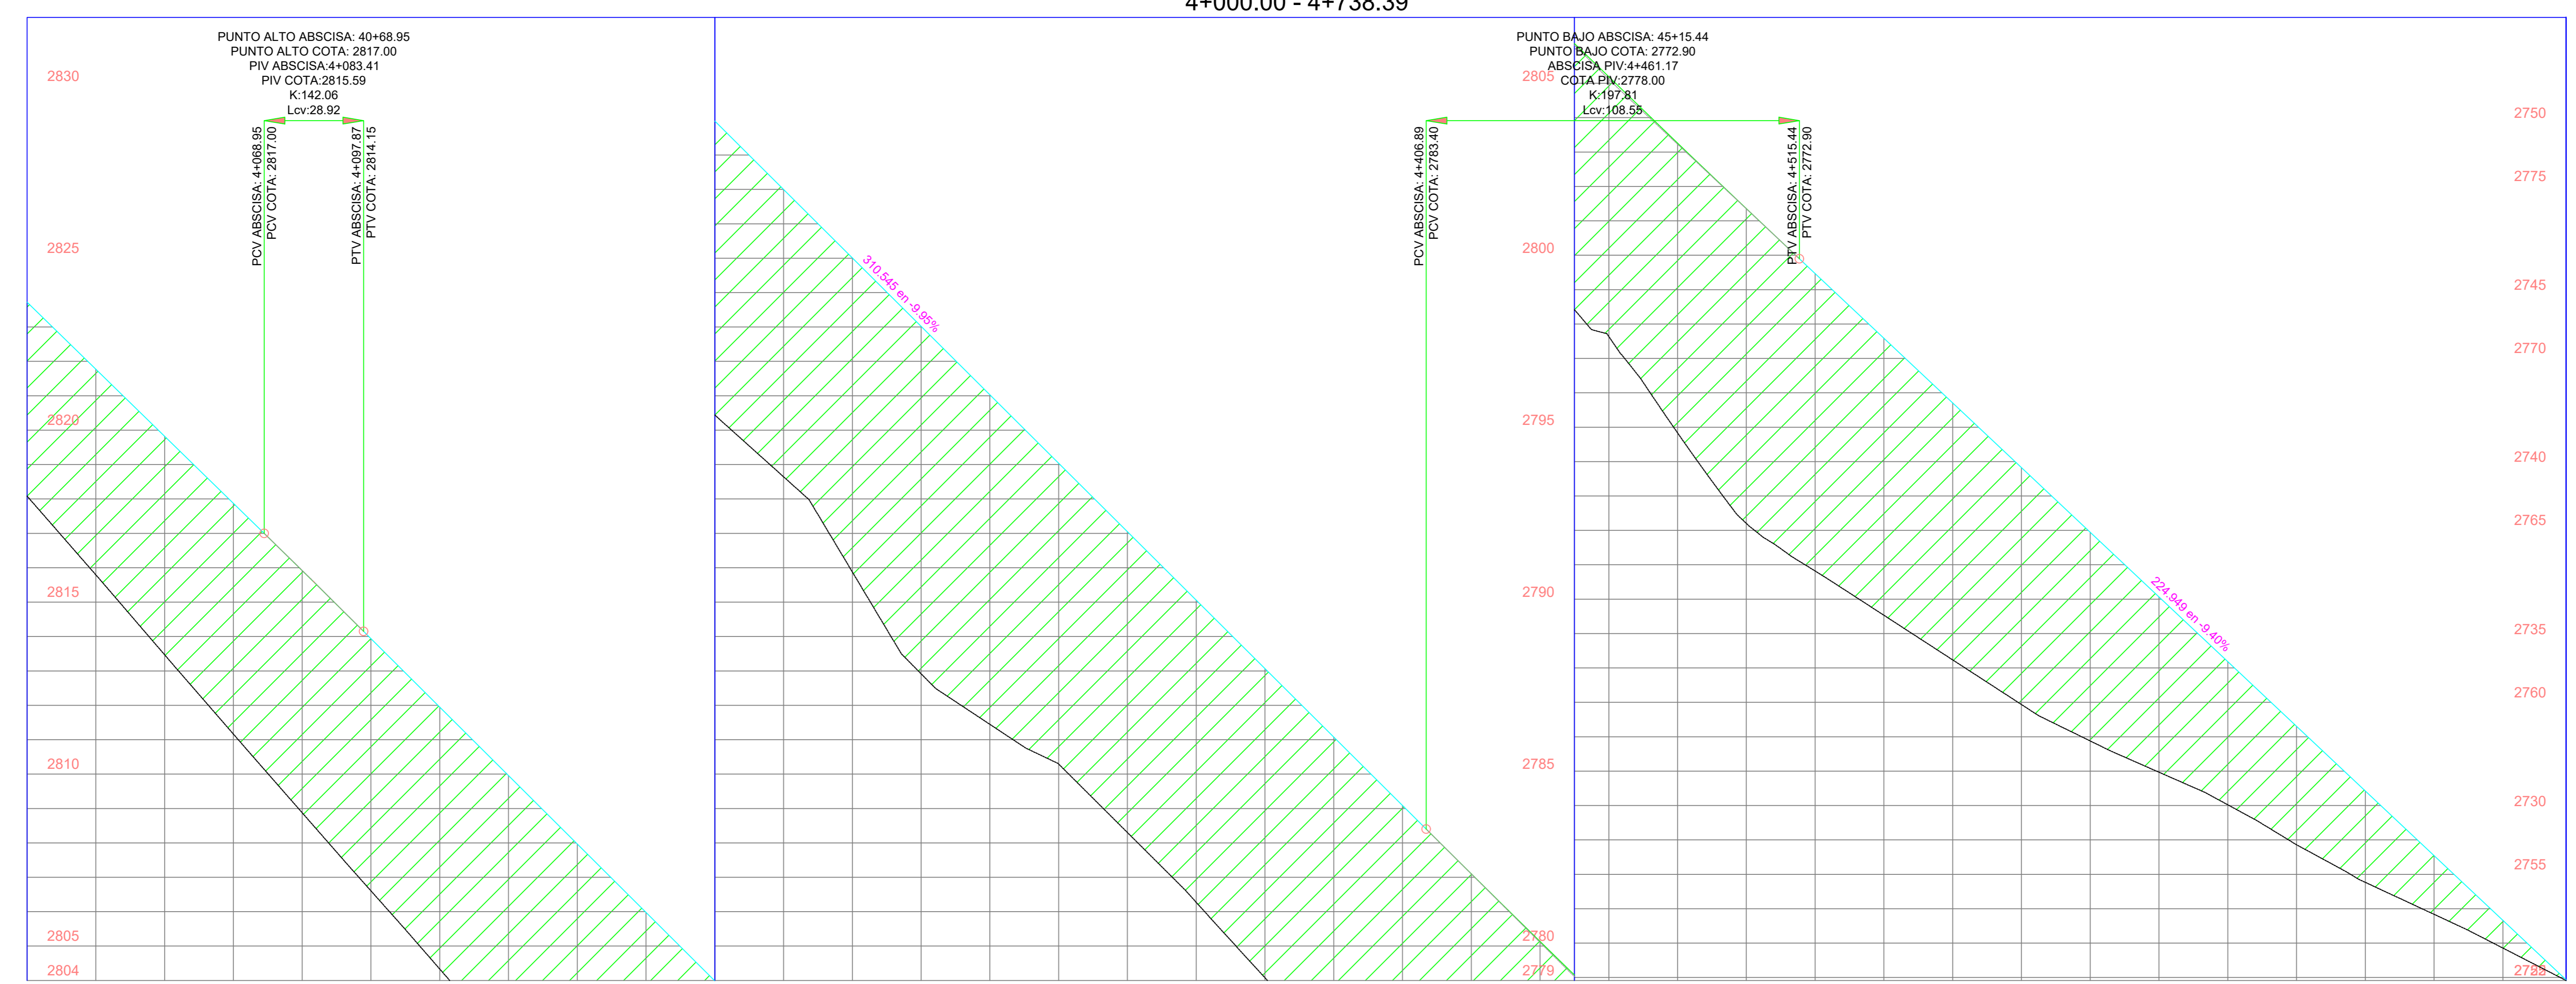 4+000.00 - 4+738.39
PUNTO ALTO ABSCISA: 40+68.95
PUNTO ALTO COTA: 2817.00
PIV ABSCISA:4+083.41
PIV COTA:2815.59
K:142.06
Lcv:28.92
PCV ABSCISA: 4+068.95
PCV COTA: 2817.00
PTV ABSCISA: 4+097.87
PTV COTA: 2814.15
2830
2825
2820
2815
2810
2805
2804
310.545 en -9.95%
PUNTO BAJO ABSCISA: 45+15.44
PUNTO BAJO COTA: 2772.90
ABSCISA PIV:4+461.17
COTA PIV:2778.00
K:197.81
Lcv:108.55
PCV ABSCISA: 4+406.89
PCV COTA: 2783.40
PTV ABSCISA: 4+515.44
PTV COTA: 2772.90
2805
2800
2795
2790
2785
2780
2779
224.949 en -9.40%
2750
2775
2745
2770
2740
2765
2735
2760
2730
2755